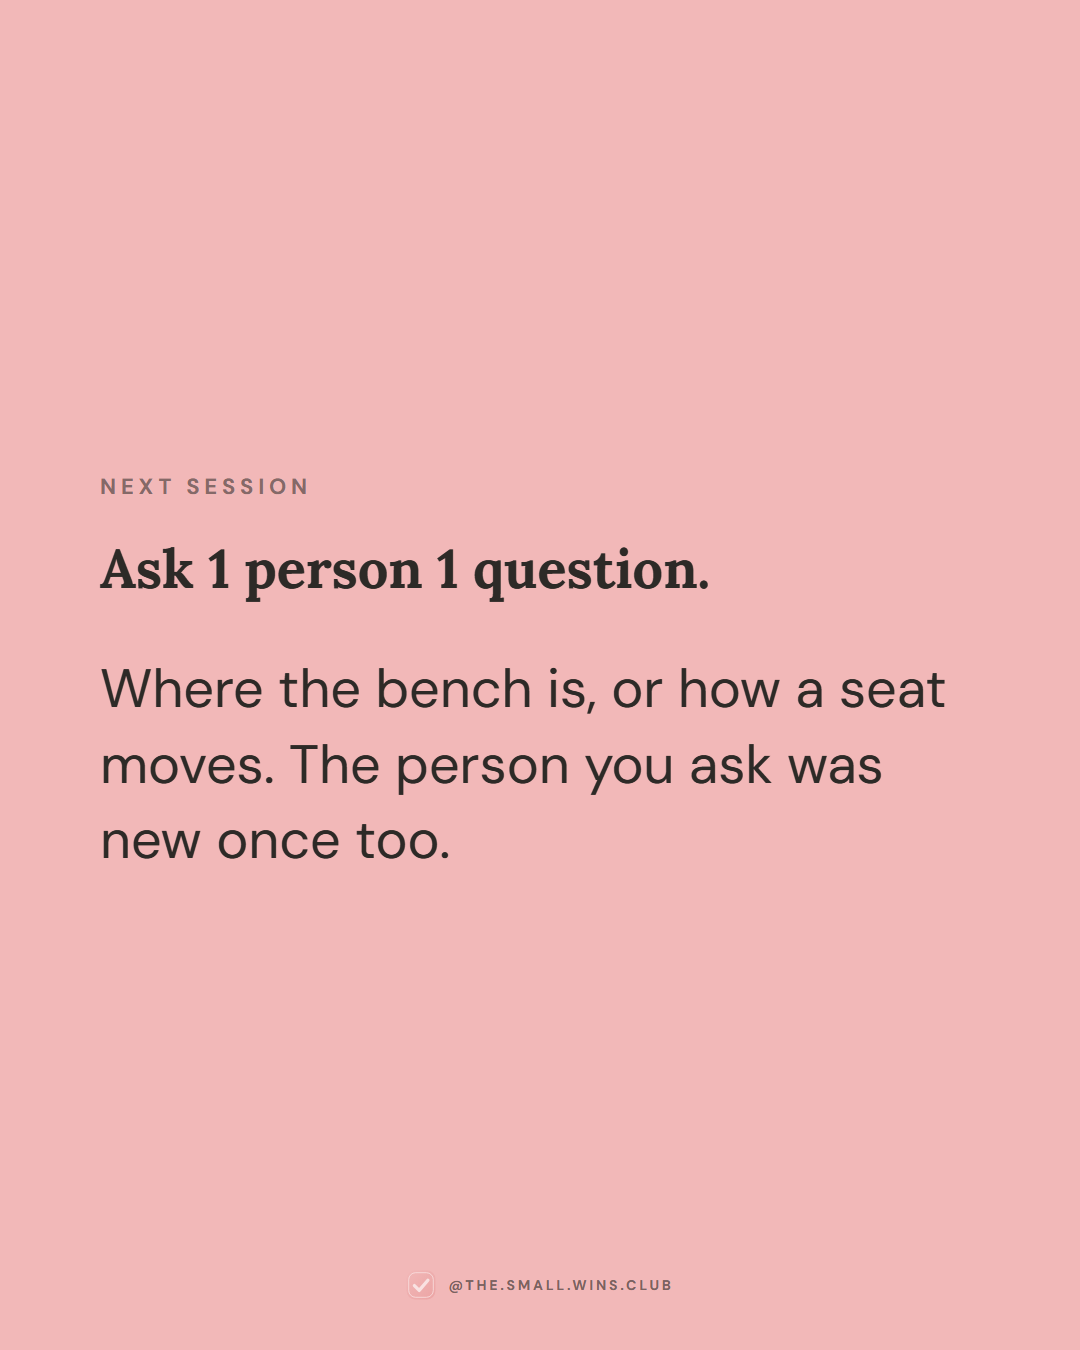 NEXT SESSION
Ask 1 person 1 question.
Where the bench is, or how a seat
moves. The person you ask was
new once too.
@THE.SMALL.WINS.CLUB